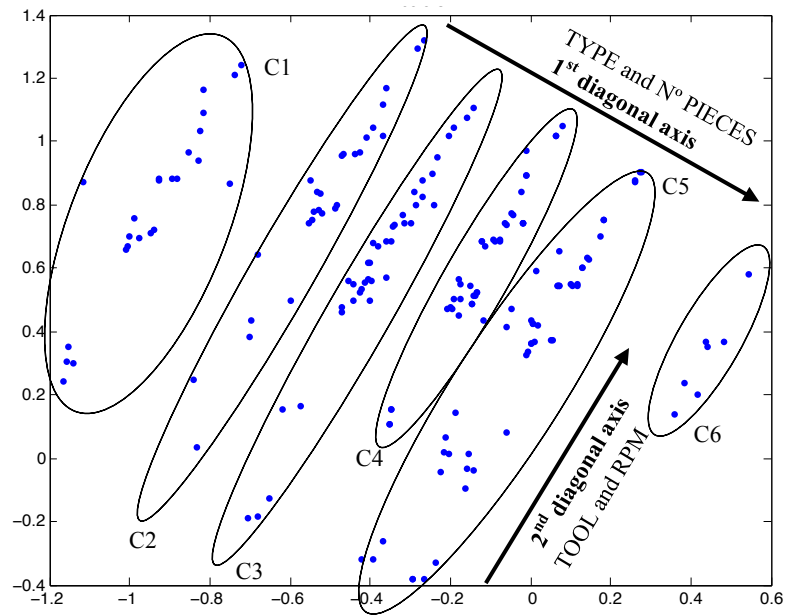 1.4
1.2
1
0.8
0.6
0.4
0.2
0
−0.2
−0.4
−1.2
−1
−0.8
−0.6
−0.4
−0.2
0
0.2
0.4
0.6
C1
C2
C3
C4
C5
C6
TYPE and Nº PIECES
1st diagonal axis
2nd diagonal axis
TOOL and RPM